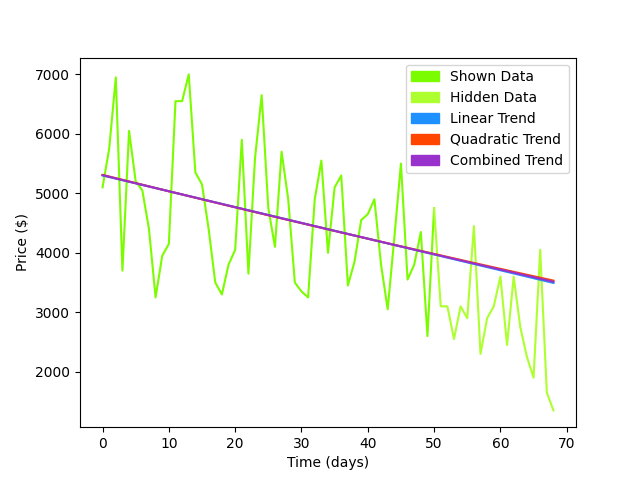 Shown Data
Hidden Data
Linear Trend
Quadratic Trend
Combined Trend
7000
6000
5000
4000
3000
2000
Price ($)
0 10 20 30 40 50 60 70
Time (days)